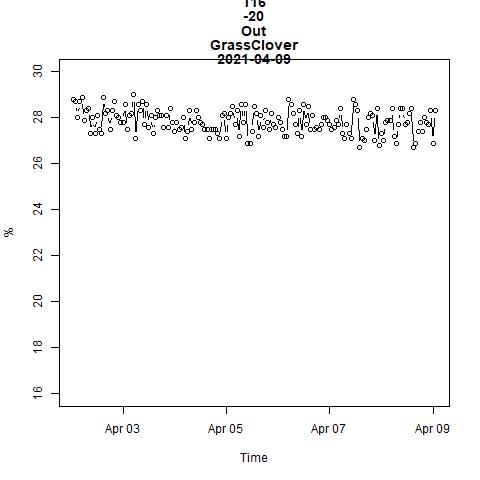 T16
-20
Out
GrassClover
2021-04-09
30
28
26
24
22
20
18
16
%
Apr 03
Apr 05
Apr 07
Apr 09
Time